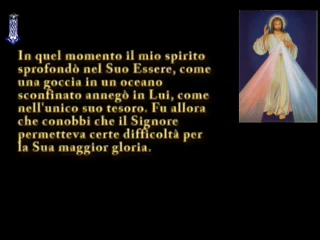 In quel momento il mio spirito
sprofondò nel Suo Essere, come
una goccia in un oceano
sconfinato annegò in Lui, come
nell'unico suo tesoro. Fu allora
che conobbi che il Signore
permetteva certe difficoltà per
la Sua maggior gloria.